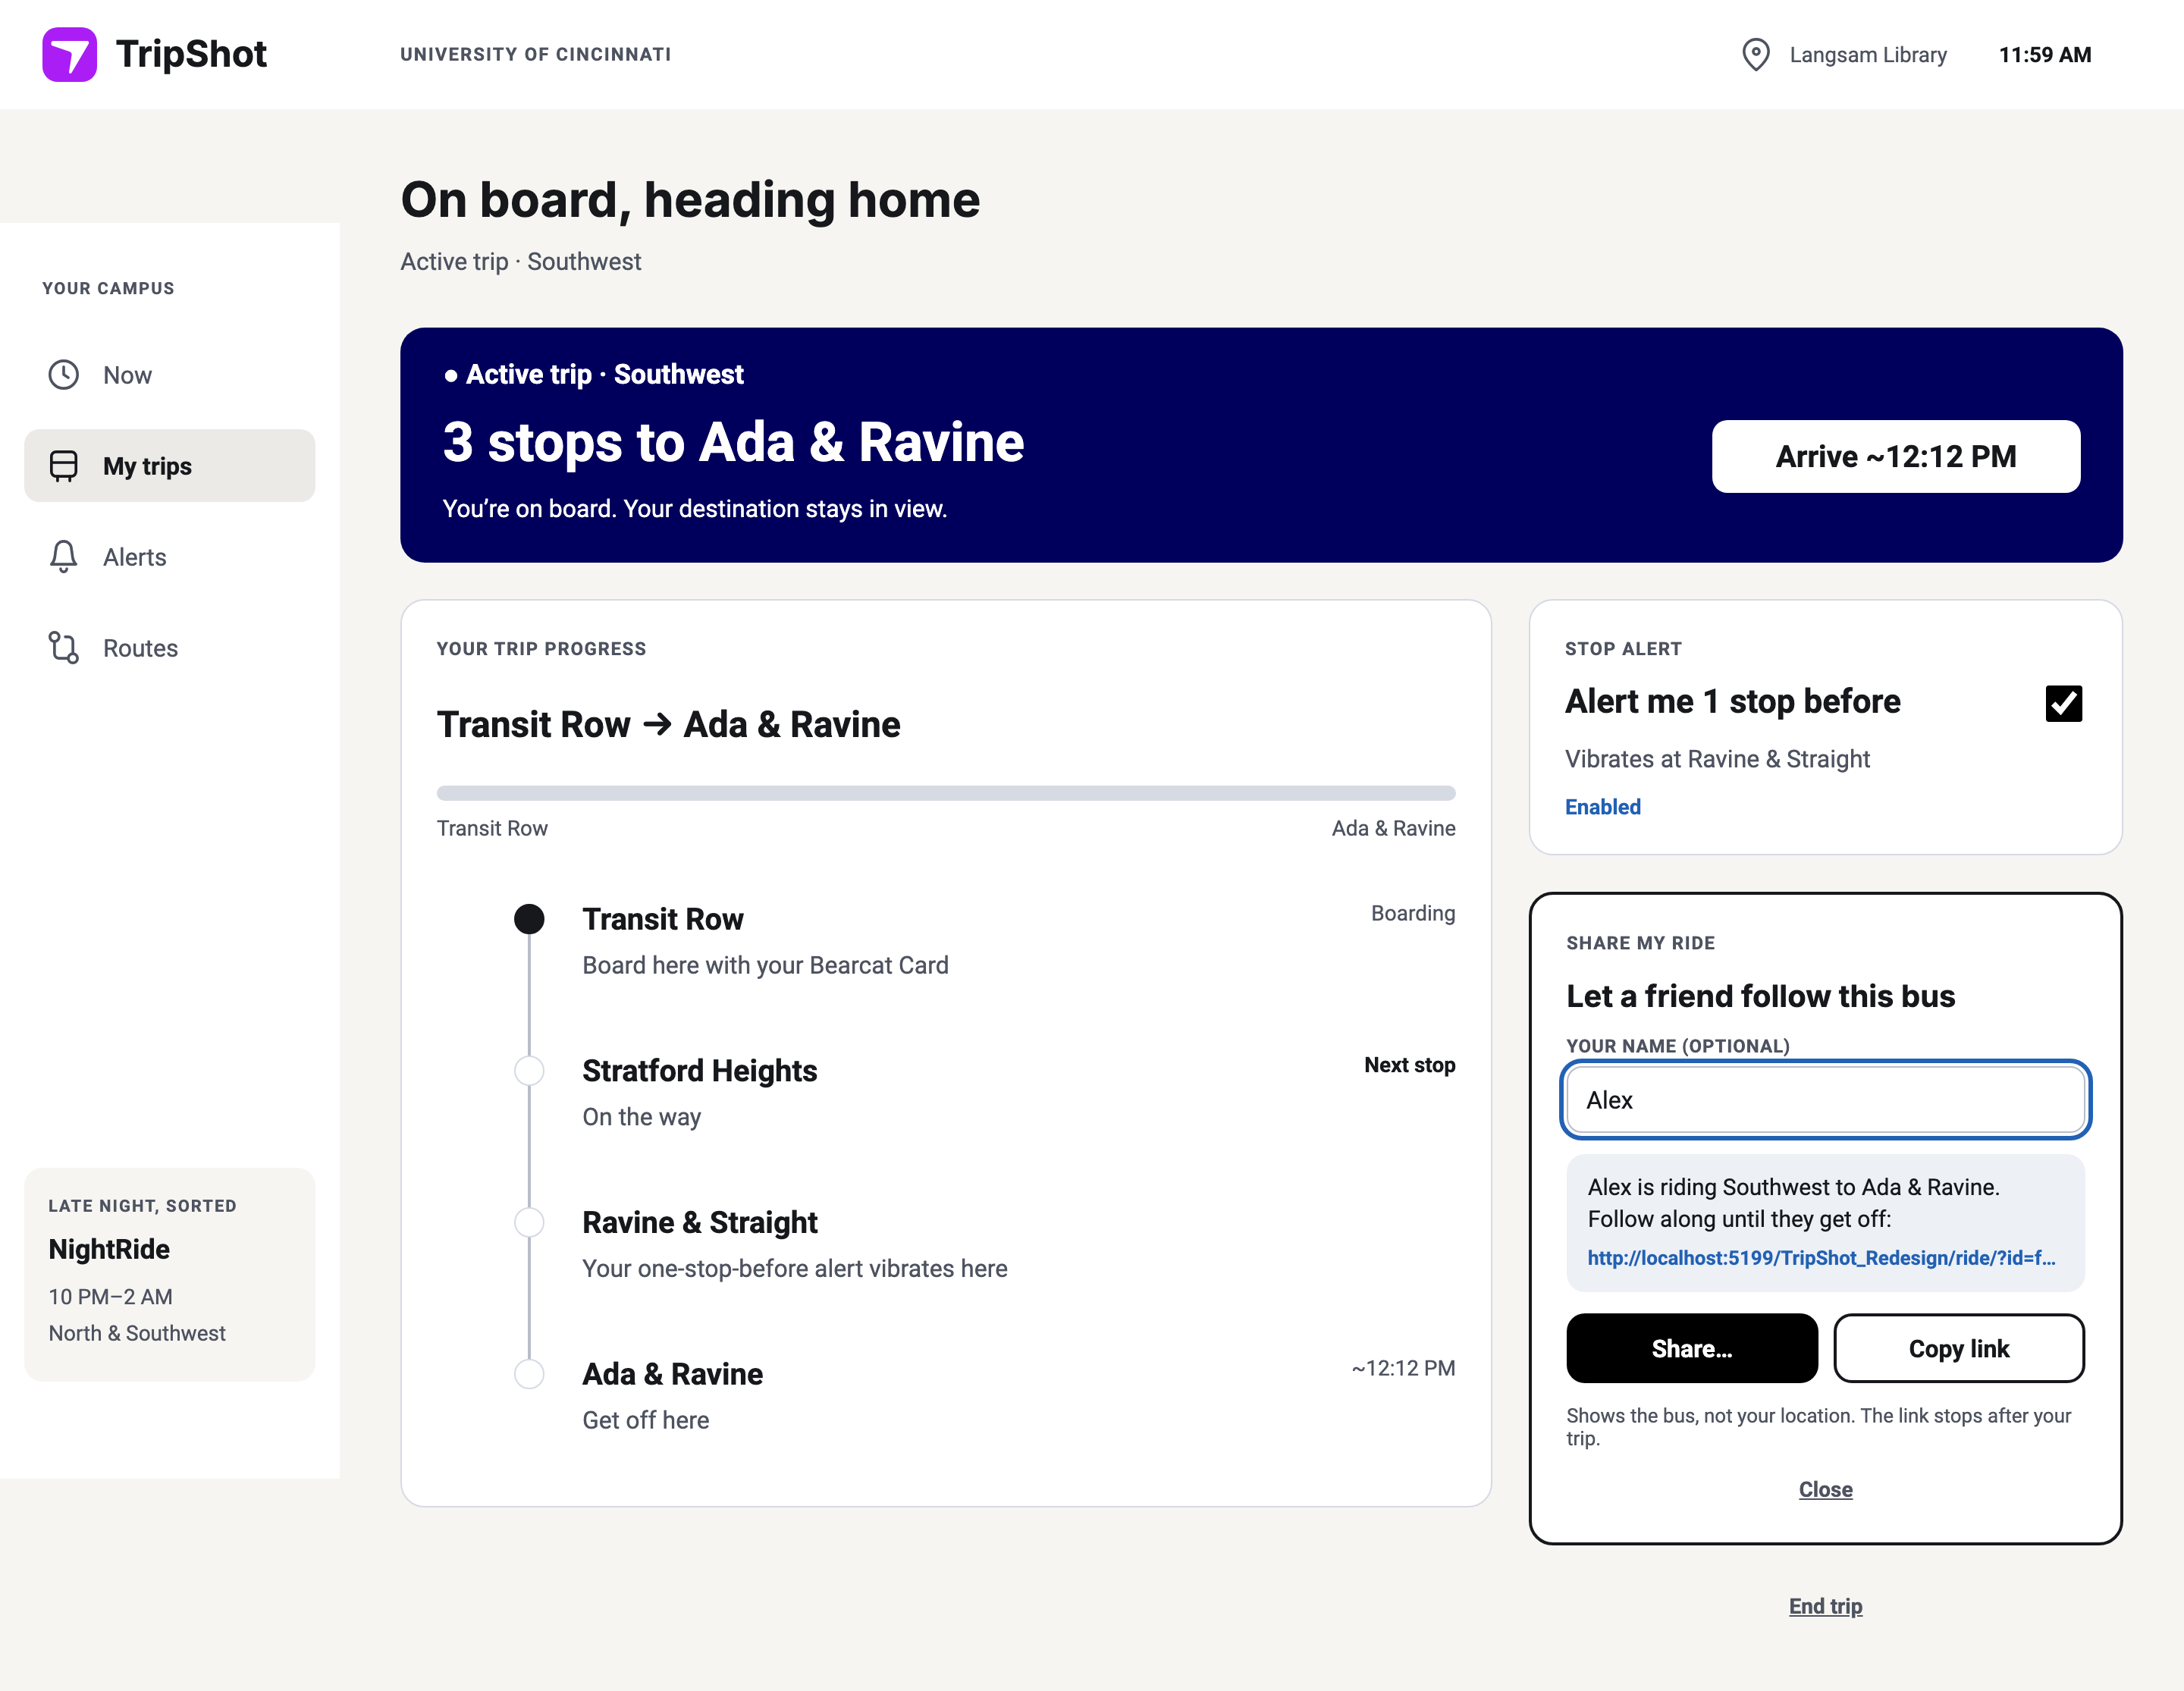 TripShot
UNIVERSITY OF CINCINNATI
Langsam Library
11:59 AM
YOUR CAMPUS
Now
My trips
Alerts
Routes
LATE NIGHT, SORTED
NightRide
10 PM–2 AM
North & Southwest
On board, heading home
Active trip · Southwest
● Active trip · Southwest
3 stops to Ada & Ravine
You’re on board. Your destination stays in view.
Arrive ~12:12 PM
YOUR TRIP PROGRESS
Transit Row → Ada & Ravine
Transit Row
Ada & Ravine
Transit Row
Boarding
Board here with your Bearcat Card
Stratford Heights
Next stop
On the way
Ravine & Straight
Your one-stop-before alert vibrates here
Ada & Ravine
~12:12 PM
Get off here
STOP ALERT
Alert me 1 stop before
Vibrates at Ravine & Straight
Enabled
SHARE MY RIDE
Let a friend follow this bus
YOUR NAME (OPTIONAL)
Alex
Alex is riding Southwest to Ada & Ravine.
Follow along until they get off:
http://localhost:5199/TripShot_Redesign/ride/?id=f…
Share…
Copy link
Shows the bus, not your location. The link stops after your
trip.
Close
End trip